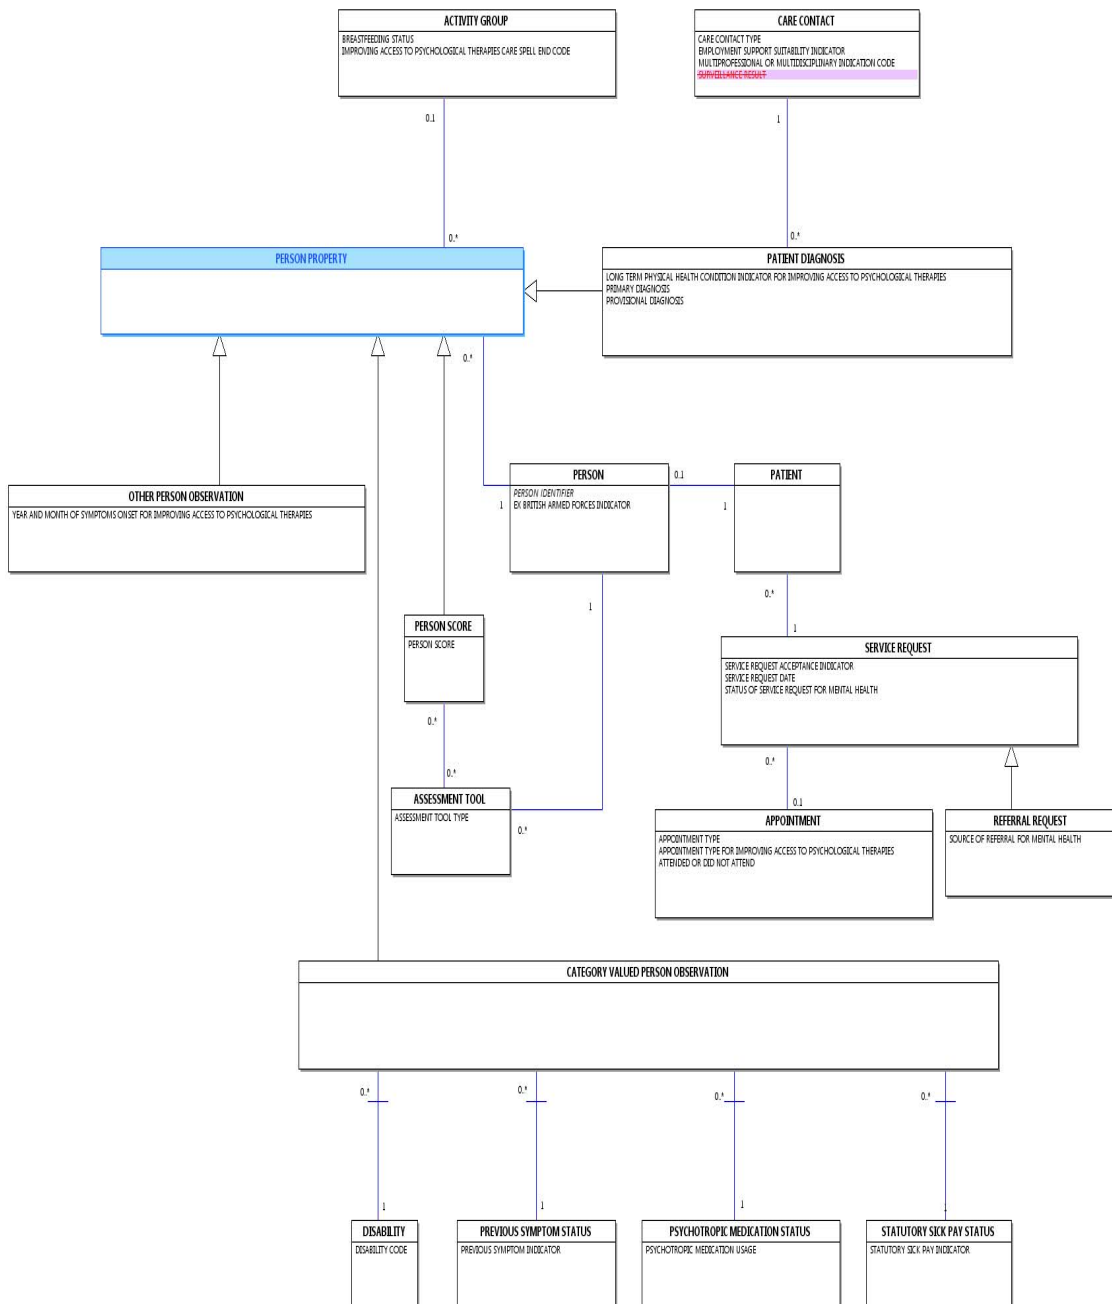 ACTIVITY GROUP
BREASTFEEDING STATUS
IMPROVING ACCESS TO PSYCHOLOGICAL THERAPIES CARE SPELL END CODE
CARE CONTACT
CARE CONTACT TYPE
EMPLOYMENT SUPPORT SUITABILITY INDICATOR
MULTIPROFESSIONAL OR MULTIDISCIPLINARY INDICATION CODE
SURVEILLANCE RESULT
0..1
1
0..*
0..*
PERSON PROPERTY
PATIENT DIAGNOSIS
LONG TERM PHYSICAL HEALTH CONDITION INDICATOR FOR IMPROVING ACCESS TO PSYCHOLOGICAL THERAPIES
PRIMARY DIAGNOSIS
PROVISIONAL DIAGNOSIS
0..*
OTHER PERSON OBSERVATION
YEAR AND MONTH OF SYMPTOMS ONSET FOR IMPROVING ACCESS TO PSYCHOLOGICAL THERAPIES
PERSON
PERSON IDENTIFIER
EX BRITISH ARMED FORCES INDICATOR
0..1
PATIENT
1
1
1
0..*
1
PERSON SCORE
PERSON SCORE
SERVICE REQUEST
SERVICE REQUEST ACCEPTANCE INDICATOR
SERVICE REQUEST DATE
STATUS OF SERVICE REQUEST FOR MENTAL HEALTH
0..*
0..*
0..*
0..1
ASSESSMENT TOOL
ASSESSMENT TOOL TYPE
0..*
APPOINTMENT
APPOINTMENT TYPE
APPOINTMENT TYPE FOR IMPROVING ACCESS TO PSYCHOLOGICAL THERAPIES
ATTENDED OR DID NOT ATTEND
REFERRAL REQUEST
SOURCE OF REFERRAL FOR MENTAL HEALTH
CATEGORY VALUED PERSON OBSERVATION
0..*
0..*
0..*
0..*
1
1
1
1
DISABILITY
DISABILITY CODE
PREVIOUS SYMPTOM STATUS
PREVIOUS SYMPTOM INDICATOR
PSYCHOTROPIC MEDICATION STATUS
PSYCHOTROPIC MEDICATION USAGE
STATUTORY SICK PAY STATUS
STATUTORY SICK PAY INDICATOR